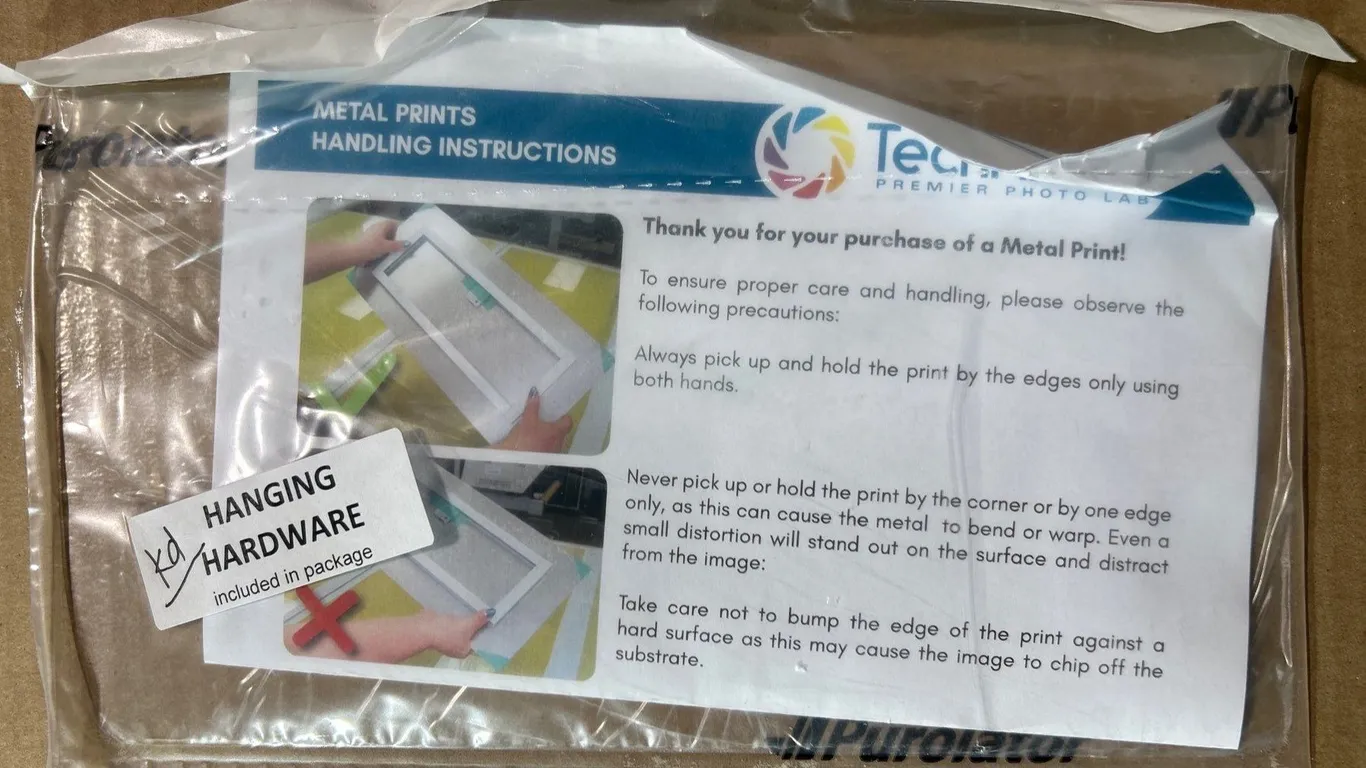 METAL PRINTS
HANDLING INSTRUCTIONS
PREMIER PHOTO LAB
Thank you for your purchase of a Metal Print!
To ensure proper care and handling, please observe the
following precautions:
Always pick up and hold the print by the edges only using
both hands.
Never pick up or hold the print by the corner or by one edge
only, as this can cause the metal to bend or warp. Even a
small distortion will stand out on the surface and distract
from the image:
Take care not to bump the edge of the print against a
hard surface as this may cause the image to chip off the
substrate.
HANGING
HARDWARE
included in package
Purolator